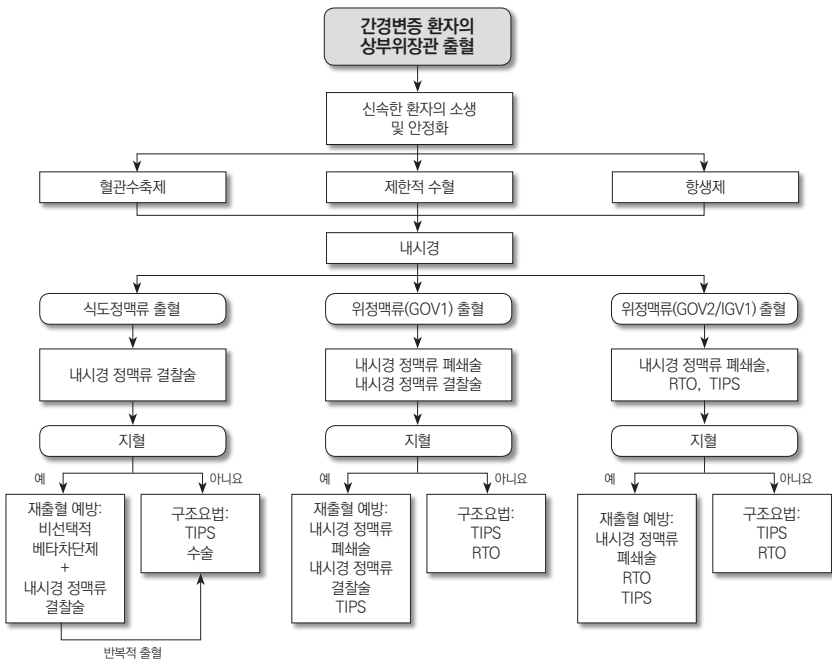 간경변증 환자의
상부위장관 출혈
신속한 환자의 소생
및 안정화
혈관수축제
제한적 수혈
항생제
내시경
식도정맥류 출혈
위정맥류(GOV1) 출혈
위정맥류(GOV2/IGV1) 출혈
내시경 정맥류 결찰술
내시경 정맥류 폐쇄술
내시경 정맥류 결찰술
내시경 정맥류 폐쇄술,
RTO, TIPS
지혈
지혈
지혈
예
아니요
예
아니요
예
아니요
재출혈 예방:
비선택적
베타차단제
+
내시경 정맥류
결찰술
구조요법:
TIPS
수술
재출혈 예방:
내시경 정맥류
폐쇄술
내시경 정맥류
결찰술
TIPS
구조요법:
TIPS
RTO
재출혈 예방:
내시경 정맥류
폐쇄술
RTO
TIPS
구조요법:
TIPS
RTO
반복적 출혈